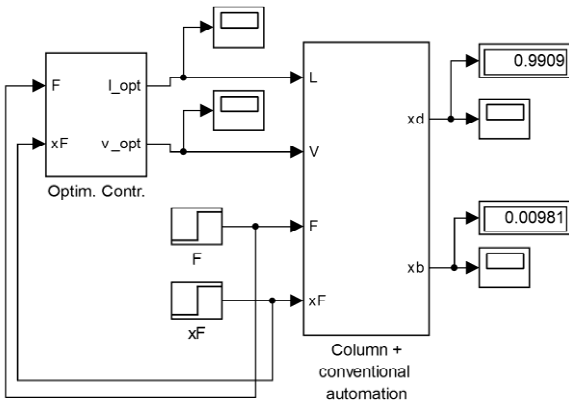 F
l_opt
xF
v_opt
Optim. Contr.
L
V
F
xF
xd
xb
0.9909
0.00981
F
xF
Column +
conventional
automation